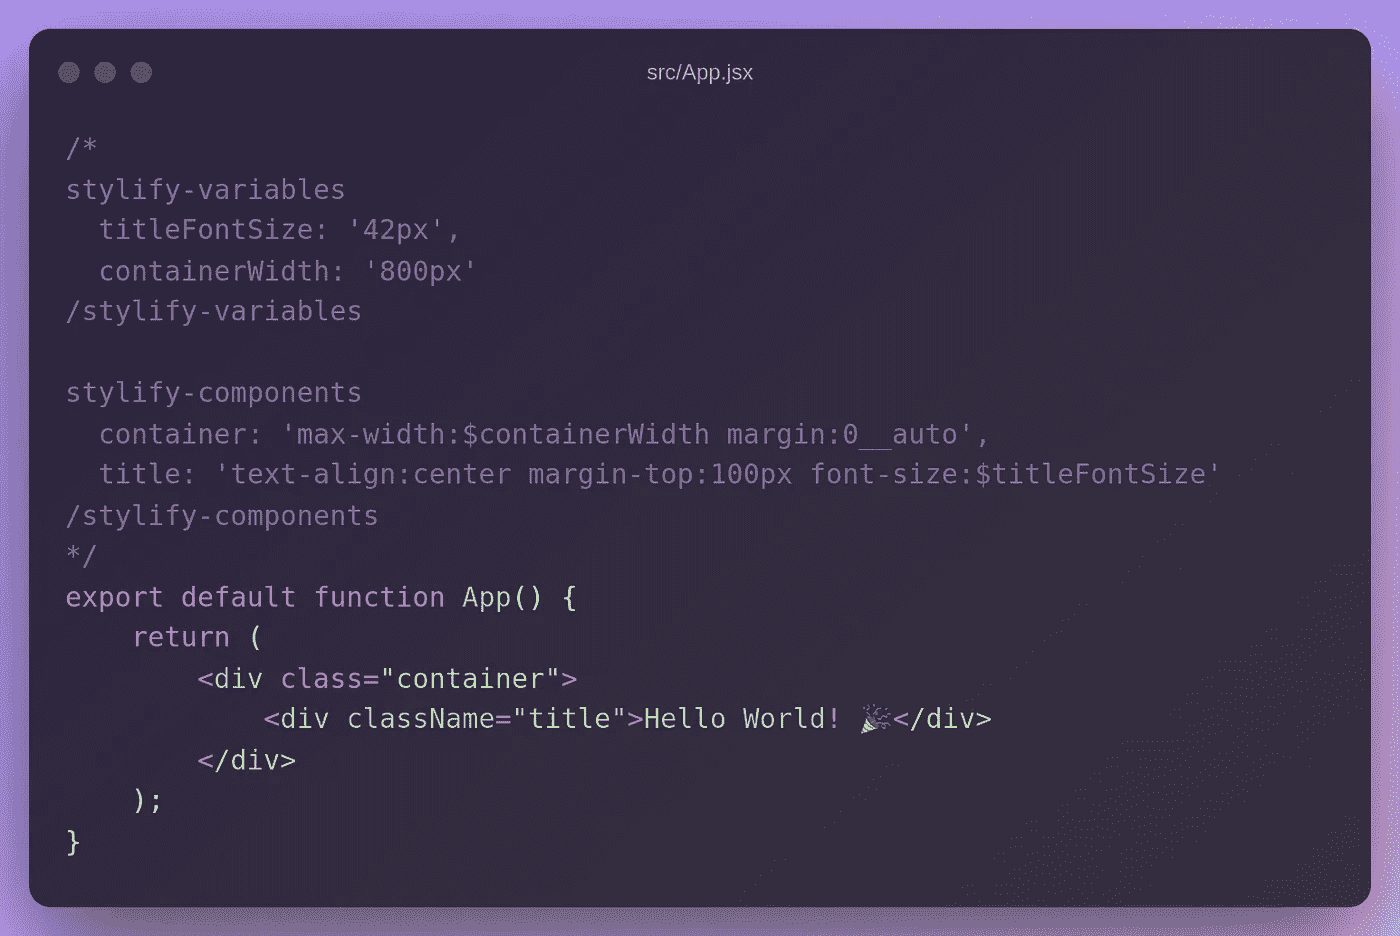 src/App.jsx
/*
stylify-variables
  titleFontSize: '42px',
  containerWidth: '800px'
/stylify-variables

stylify-components
  container: 'max-width:$containerWidth margin:0__auto',
  title: 'text-align:center margin-top:100px font-size:$titleFontSize'
/stylify-components
*/
export default function App() {
    return (
        <div class="container">
            <div className="title">Hello World! 🎉</div>
        </div>
    );
}